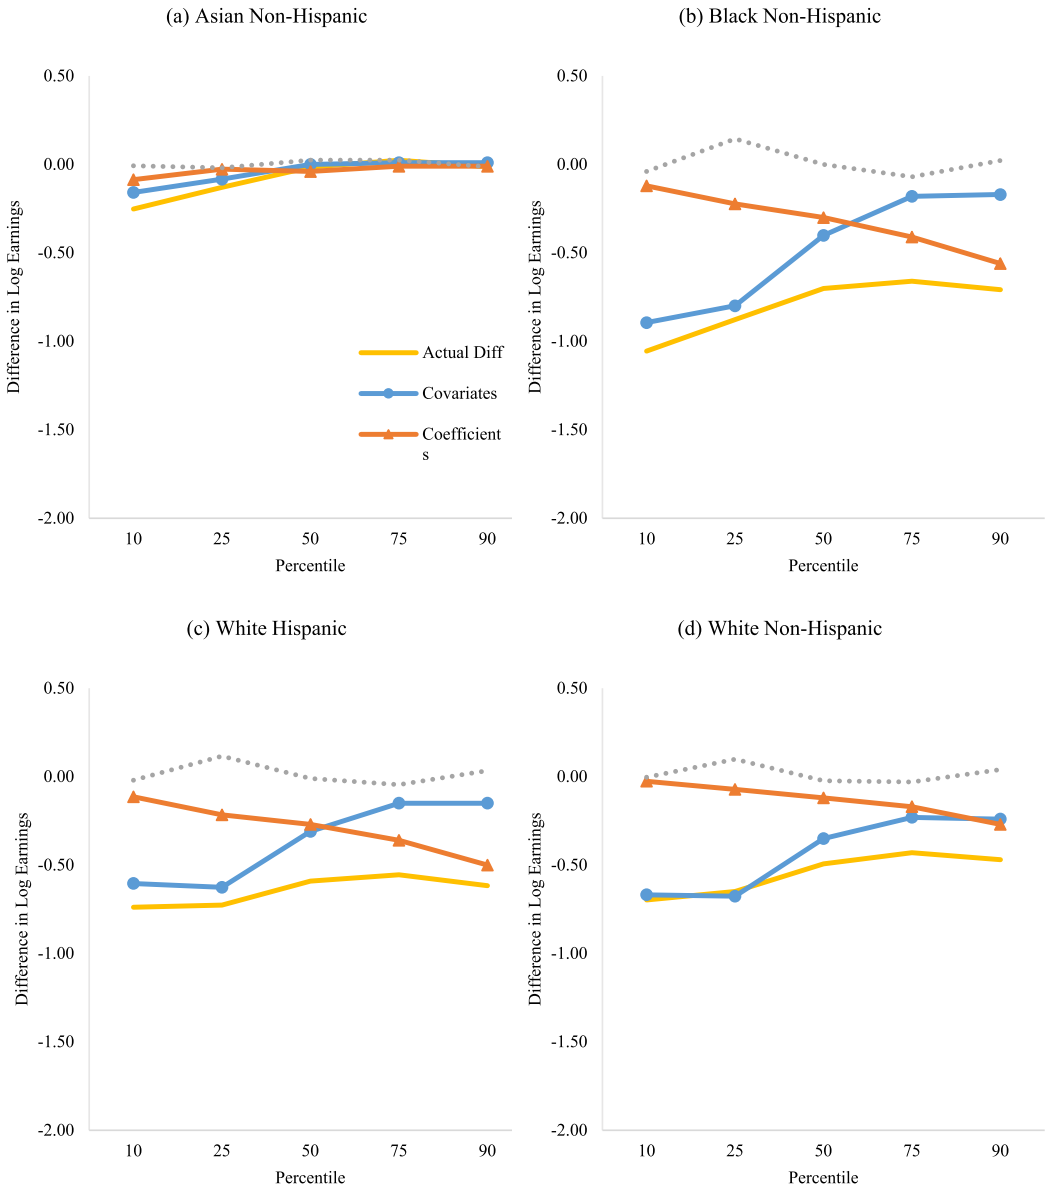 (a) Asian Non-Hispanic
0.50
0.00
-0.50
-1.00
-1.50
-2.00
Difference in Log Earnings
10 25 50 75 90
Percentile
Actual Diff
Covariates
Coefficient
s
(b) Black Non-Hispanic
0.50
0.00
-0.50
-1.00
-1.50
-2.00
Difference in Log Earnings
10 25 50 75 90
Percentile
(c) White Hispanic
0.50
0.00
-0.50
-1.00
-1.50
-2.00
Difference in Log Earnings
10 25 50 75 90
Percentile
(d) White Non-Hispanic
0.50
0.00
-0.50
-1.00
-1.50
-2.00
Difference in Log Earnings
10 25 50 75 90
Percentile